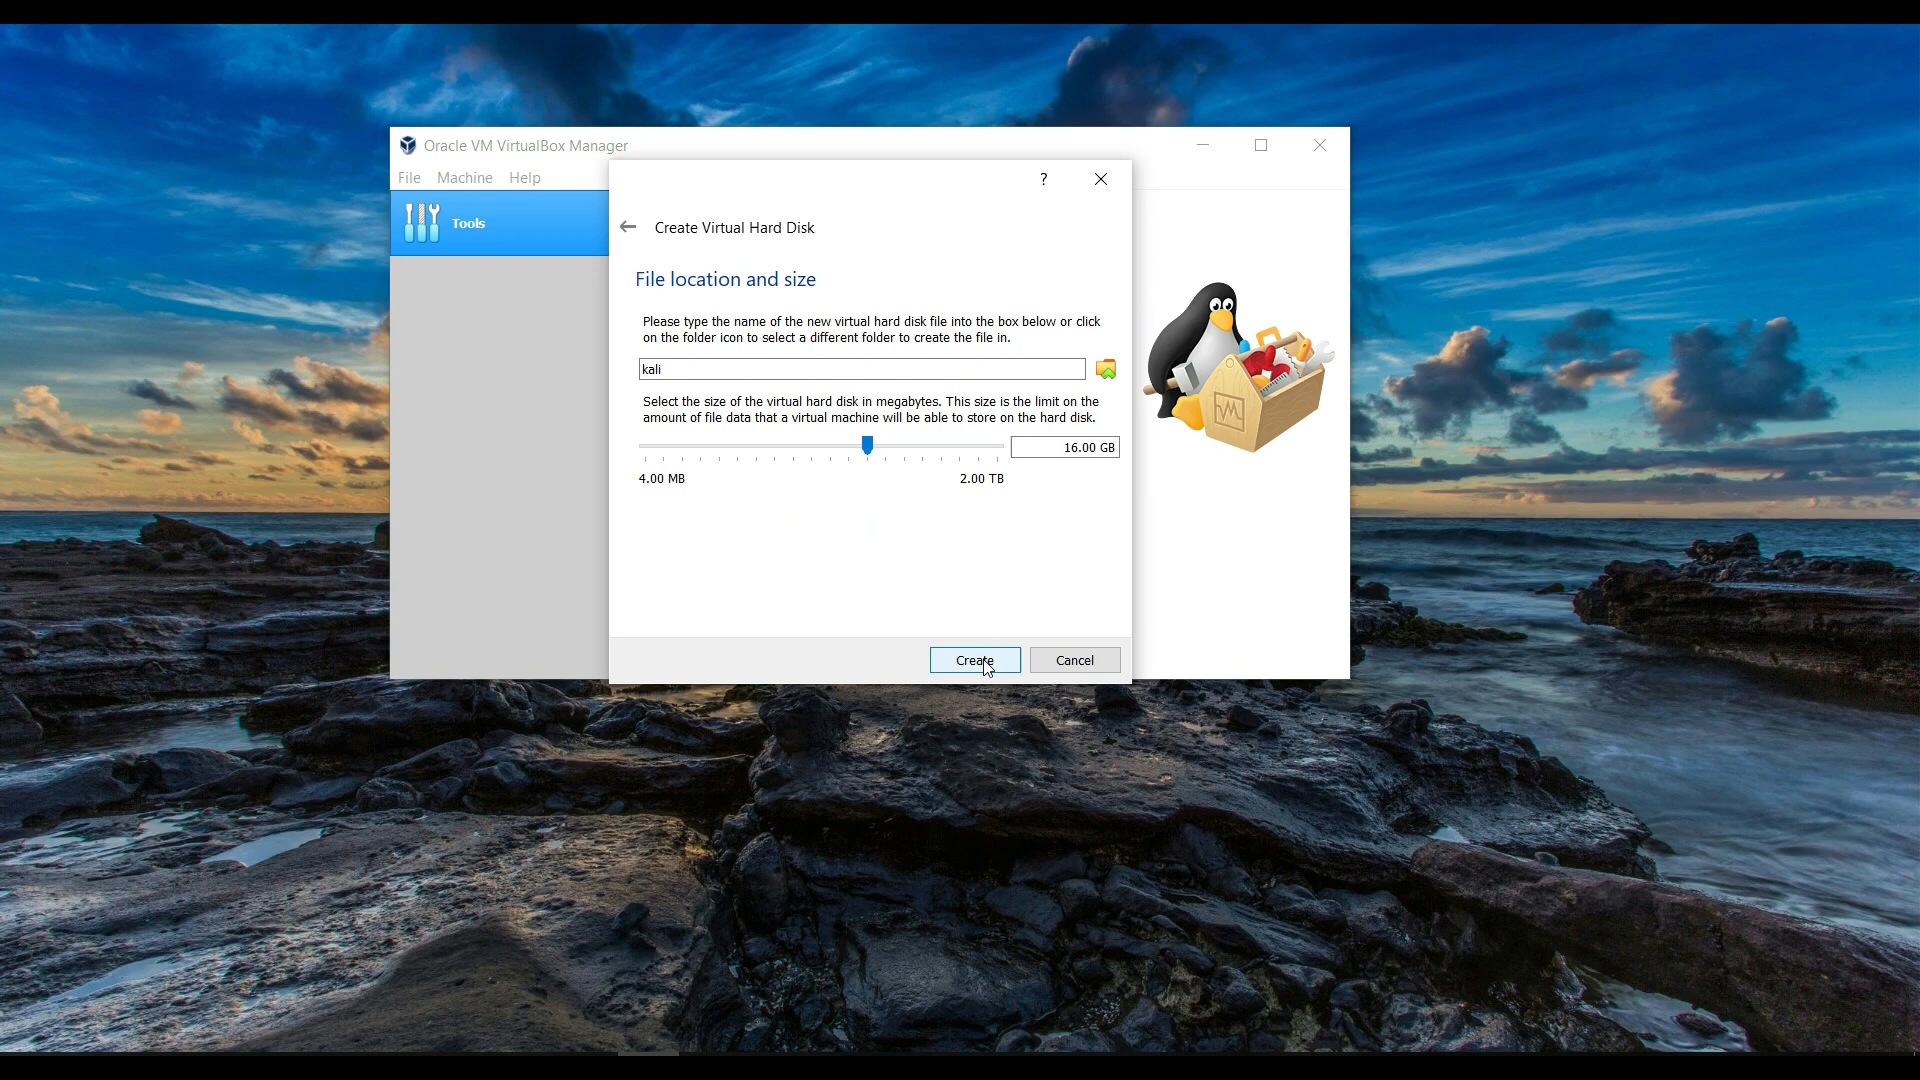 Oracle VM VirtualBox Manager
File Machine Help
?
Tools
Create Virtual Hard Disk
File location and size
Please type the name of the new virtual hard disk file into the box below or click
on the folder icon to select a different folder to create the file in.
kali
Select the size of the virtual hard disk in megabytes. This size is the limit on the
amount of file data that a virtual machine will be able to store on the hard disk.
16.00 GB
4.00 MB 2.00 TB
Create Cancel